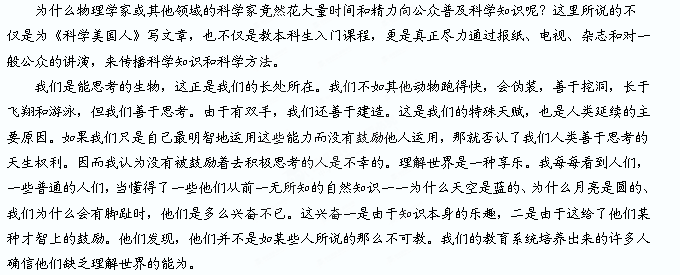 为什么物理学家或其他领域的科学家竟然花大量时间和精力向公众普及科学知识呢？这里所说的不
仅是为《科学美国人》写文章，也不仅是教本科生入门课程，更是真正尽力通过报纸、电视、杂志和对一
般公众的讲演，来传播科学知识和科学方法。
我们是能思考的生物，这正是我们的长处所在。我们不如其他动物跑得快，会伪装，善于挖洞，长于
飞翔和游泳，但我们善于思考。由于有双手，我们还善于建造。这是我们的特殊天赋，也是人类延续的主
要原因。如果我们只是自己最明智地运用这些能力而没有鼓励他人运用，那就否认了我们人类善于思考的
天生权利。因而我认为没有被鼓励着去积极思考的人是不幸的。理解世界是一种享乐。我每每看到人们，
一些普通的人们，当懂得了一些他们从前一无所知的自然知识一一为什么天空是蓝的、为什么月亮是圆的、
我们为什么会有脚趾时，他们是多么兴奋不已。这兴奋一是由于知识本身的乐趣，二是由于这给了他们某
种才智上的鼓励。他们发现，他们并不是如某些人所说的那么不可教。我们的教育系统培养出来的许多人
确信他们缺乏理解世界的能为。